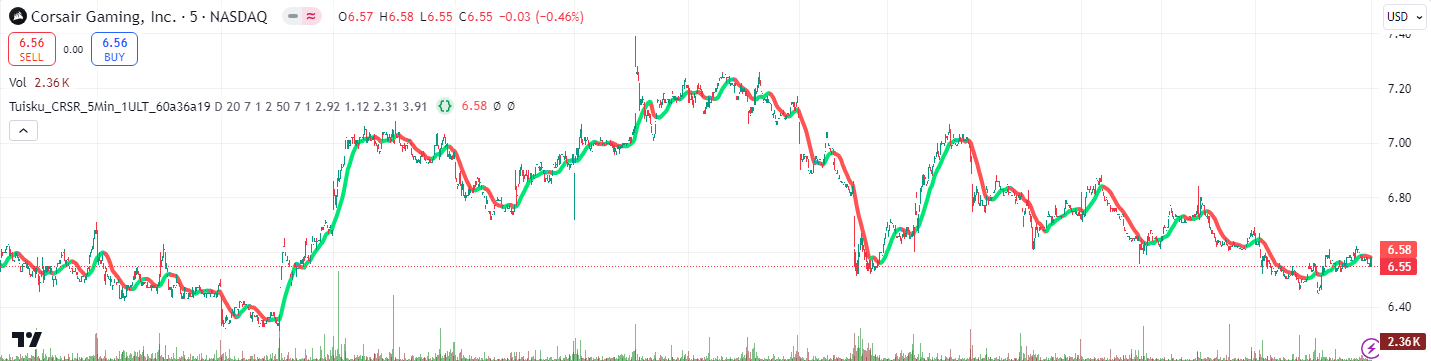 Corsair Gaming, Inc. · 5 · NASDAQ O6.57 H6.58 L6.55 C6.55 −0.03 (−0.46%)
USD
7.40
6.56 SELL
0.00
6.56 BUY
Vol 2.36 K
7.20
Tuisku_CRSR_5Min_1ULT_60a36a19 D 20 7 1 2 50 7 1 2.92 1.12 2.31 3.91 {} 6.58 Ø Ø
7.00
6.80
6.58
6.55
6.40
2.36 K